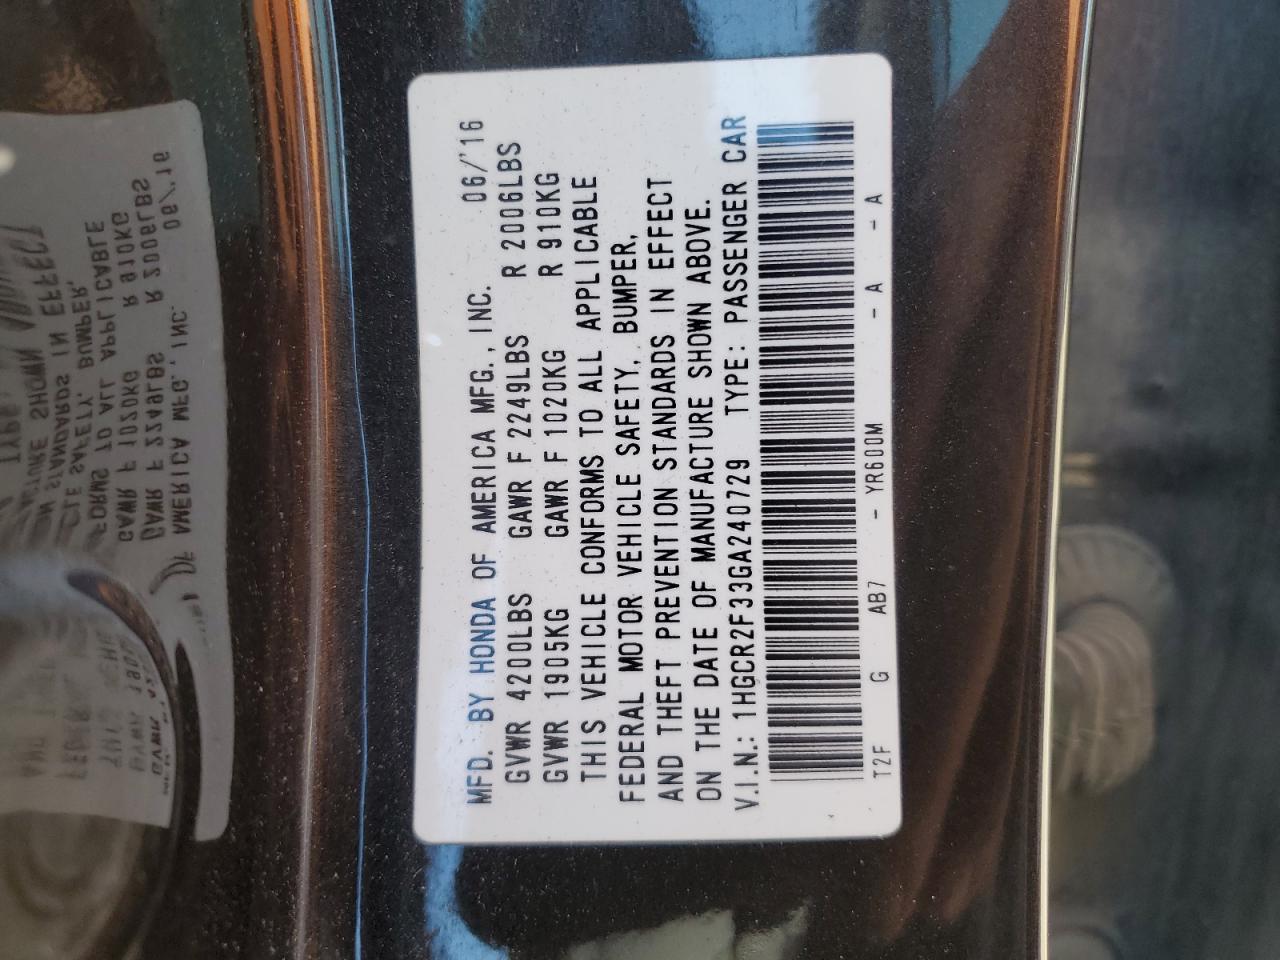 MFD. BY HONDA OF AMERICA MFG., INC. 06/'16
GVWR 4200LBS GAWR F 2249LBS R 2006LBS
GVWR 1905KG GAWR F 1020KG R 910KG
THIS VEHICLE CONFORMS TO ALL APPLICABLE
FEDERAL MOTOR VEHICLE SAFETY, BUMPER,
AND THEFT PREVENTION STANDARDS IN EFFECT
ON THE DATE OF MANUFACTURE SHOWN ABOVE.
V.I.N.: 1HGCR2F33GA240729 TYPE: PASSENGER CAR
T2F G AB7 - YR600M - A - A